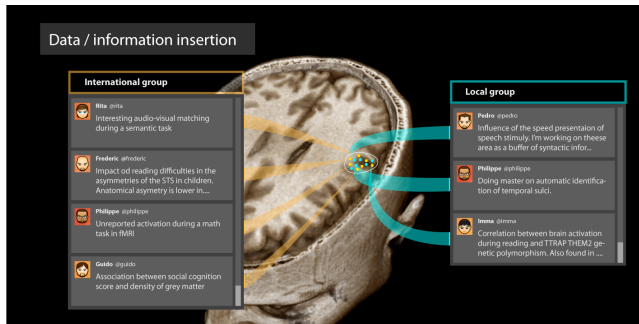 Data / information insertion
International group
Rita @rita
Interesting audio-visual matching
during a semantic task
Frederic @frederic
Impact od reading difficulties in the
asymmetries of the STS in children.
Anatomical asymetry is lower in....
Philippe @philippe
Unreported activation during a math
task in fMRI
Guido @guido
Association between social cognition
score and density of grey matter
Local group
Pedro @pedro
Influence of the speed presentaion of
speech stimuly. I'm working on theese
area as a buffer of syntactic infor...
Philippe @philippe
Doing master on automatic identifica-
tion of temporal sulci.
Imma @Imma
Correlation between brain activation
during reading and TTRAP THEM2 ge-
netic polymorphism. Also found in ....